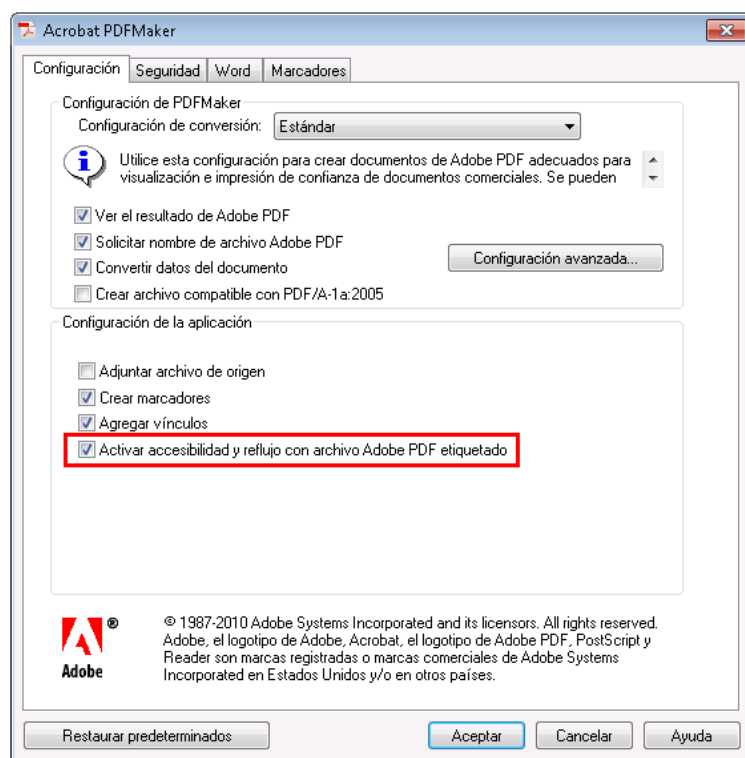 Acrobat PDFMaker
Configuración Seguridad Word Marcadores
Configuración de PDFMaker
Configuración de conversión: Estándar
Utilice esta configuración para crear documentos de Adobe PDF adecuados para
visualización e impresión de confianza de documentos comerciales. Se pueden
Ver el resultado de Adobe PDF
Solicitar nombre de archivo Adobe PDF
Convertir datos del documento
Configuración avanzada...
Crear archivo compatible con PDF/A-1a:2005
Configuración de la aplicación
Adjuntar archivo de origen
Crear marcadores
Agregar vínculos
Activar accesibilidad y reflujo con archivo Adobe PDF etiquetado
® © 1987-2010 Adobe Systems Incorporated and its licensors. All rights reserved.
Adobe, el logotipo de Adobe, Acrobat, el logotipo de Adobe PDF, PostScript y
Reader son marcas registradas o marcas comerciales de Adobe Systems
Incorporated en Estados Unidos y/o en otros países.
Adobe
Restaurar predeterminados Aceptar Cancelar Ayuda